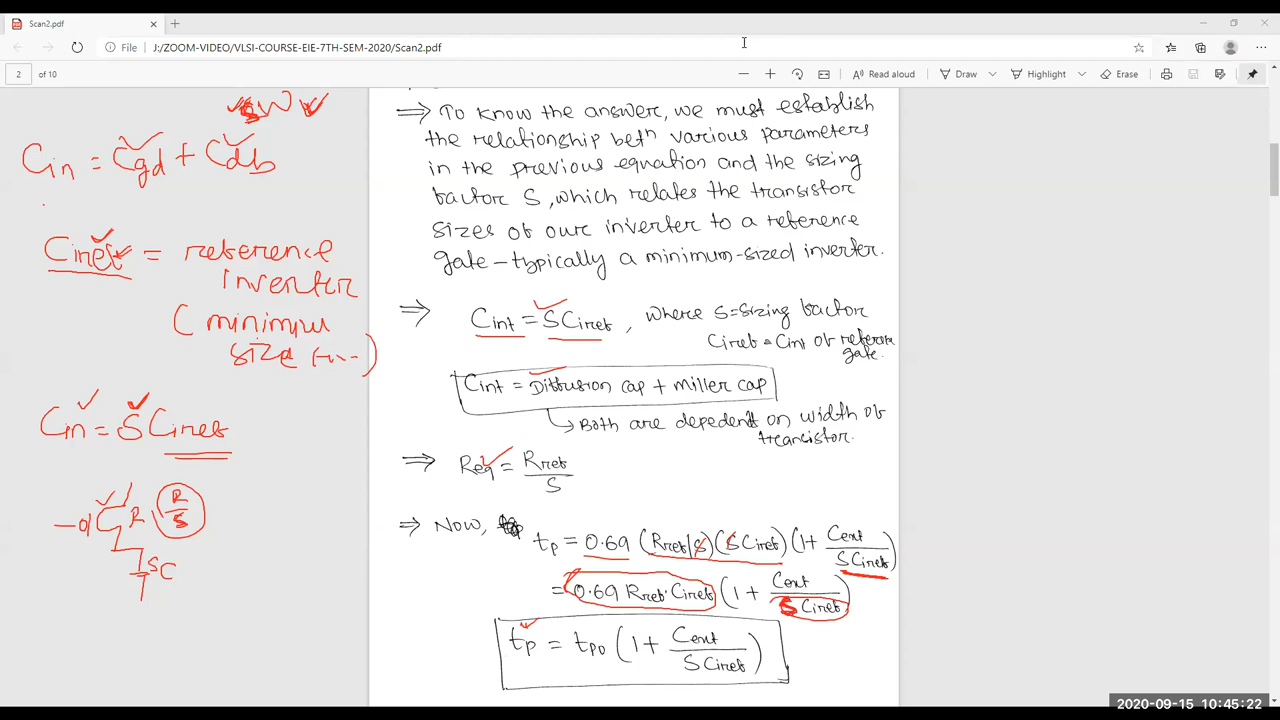 Scan2.pdf
File J:/ZOOM-VIDEO/VLSI-COURSE-EIE-7TH-SEM-2020/Scan2.pdf
2 of 10
Read aloud Draw Highlight Erase
W
Cin = Cgd + Cdb
Ciref = reference
inverter
(minimum
size
Cin = S Ciref
R R/S
SC
⇒ To know the answer, we must establish
the relationship betn various parameters
in the previous equation and the sizing
factor S, which relates the transistor
sizes of our inverter to a reference
gate – typically a minimum-sized inverter.
⇒ Cint = S Ciref, where S = sizing factor
Ciref = Cint of reference
gate.
Cint = Diffusion cap + miller cap
Both are depedent on width of
transistor.
⇒ Req = Rref / S
⇒ Now, tp = 0.69 (Rref/S) (S Ciref) (1 + Cext / S Ciref)
= 0.69 Rref. Ciref (1 + Cext / S Ciref)
tp = tpo (1 + Cext / S Ciref)
2020-09-15 10:45:22